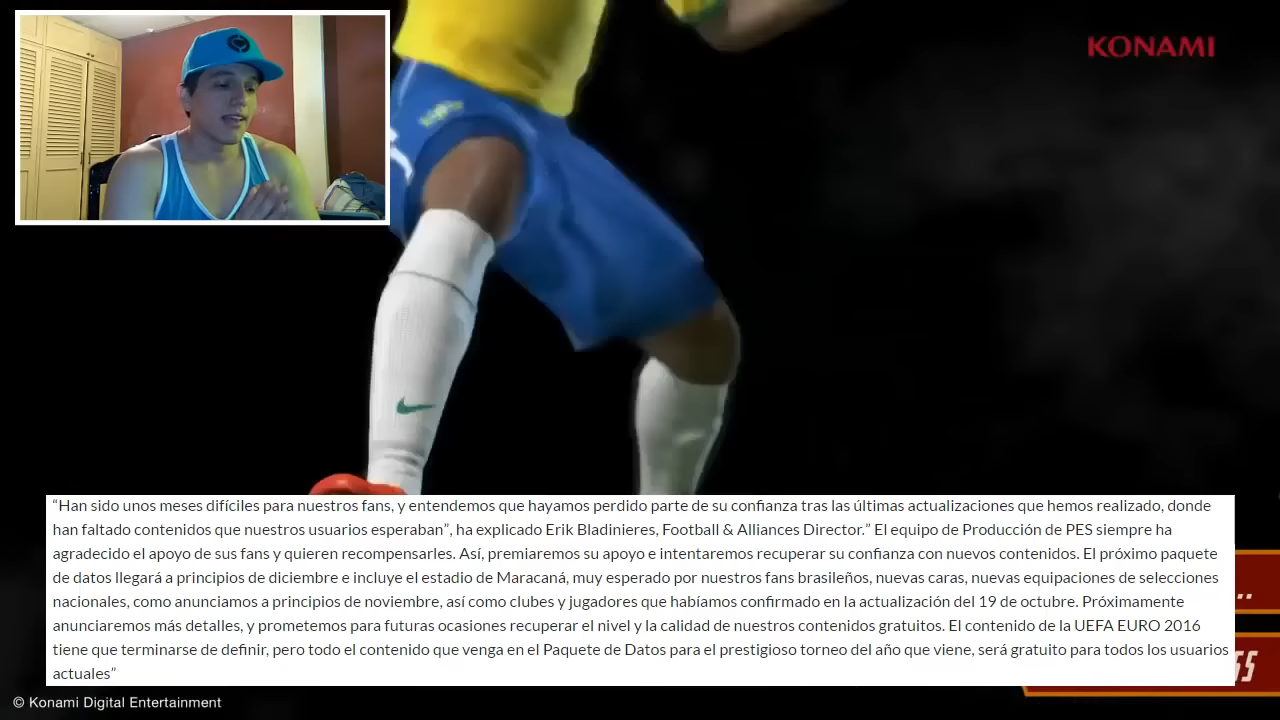 KONAMI
“Han sido unos meses difíciles para nuestros fans, y entendemos que hayamos perdido parte de su confianza tras las últimas actualizaciones que hemos realizado, donde
han faltado contenidos que nuestros usuarios esperaban”, ha explicado Erik Bladinieres, Football & Alliances Director.” El equipo de Producción de PES siempre ha
agradecido el apoyo de sus fans y quieren recompensarles. Así, premiaremos su apoyo e intentaremos recuperar su confianza con nuevos contenidos. El próximo paquete
de datos llegará a principios de diciembre e incluye el estadio de Maracaná, muy esperado por nuestros fans brasileños, nuevas caras, nuevas equipaciones de selecciones
nacionales, como anunciamos a principios de noviembre, así como clubes y jugadores que habíamos confirmado en la actualización del 19 de octubre. Próximamente
anunciaremos más detalles, y prometemos para futuras ocasiones recuperar el nivel y la calidad de nuestros contenidos gratuitos. El contenido de la UEFA EURO 2016
tiene que terminarse de definir, pero todo el contenido que venga en el Paquete de Datos para el prestigioso torneo del año que viene, será gratuito para todos los usuarios
actuales”
© Konami Digital Entertainment